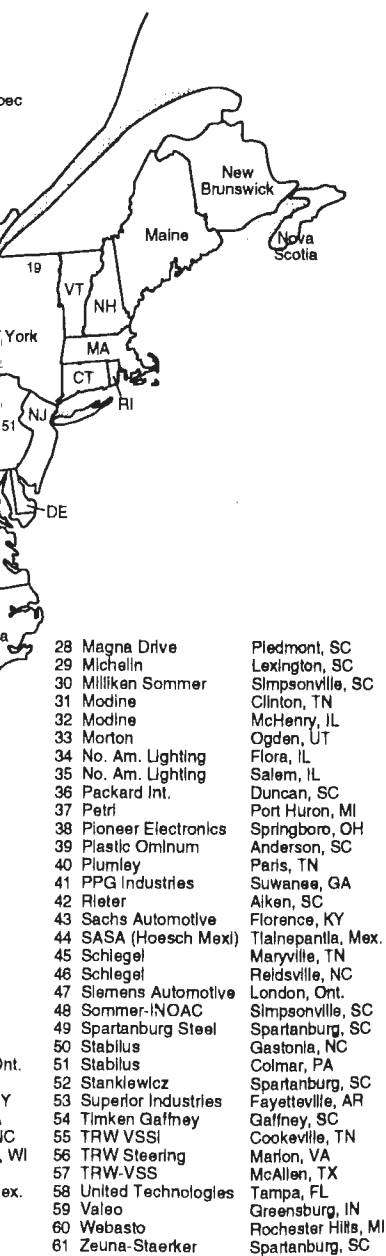 bec
New
Brunswick
Maine
Nova
Scotia
19
VT
NH
York
MA
CT
RI
NJ
51
DE
a
28 Magna Drive Piedmont, SC
29 Michelin Lexington, SC
30 Milliken Sommer Simpsonville, SC
31 Modine Clinton, TN
32 Modine McHenry, IL
33 Morton Ogden, UT
34 No. Am. Lighting Flora, IL
35 No. Am. Lighting Salem, IL
36 Packard Int. Duncan, SC
37 Petri Port Huron, MI
38 Pioneer Electronics Springboro, OH
39 Plastic Ominum Anderson, SC
40 Plumley Paris, TN
41 PPG Industries Suwanee, GA
42 Rieter Aiken, SC
43 Sachs Automotive Florence, KY
44 SASA (Hoesch Mexi) Tlalnepantla, Mex.
45 Schlegel Maryville, TN
46 Schlegel Reidsville, NC
47 Siemens Automotive London, Ont.
48 Sommer-INOAC Simpsonville, SC
49 Spartanburg Steel Spartanburg, SC
50 Stabilus Gastonia, NC
Ont. 51 Stabilus Colmar, PA
52 Stankiewicz Spartanburg, SC
Y 53 Superior Industries Fayetteville, AR
54 Timken Gaffney Gaffney, SC
NC 55 TRW VSSI Cookeville, TN
, WI 56 TRW Steering Marion, VA
57 TRW-VSS McAllen, TX
ex. 58 United Technologies Tampa, FL
59 Valeo Greensburg, IN
60 Webasto Rochester Hills, MI
61 Zeuna-Staerker Spartanburg, SC